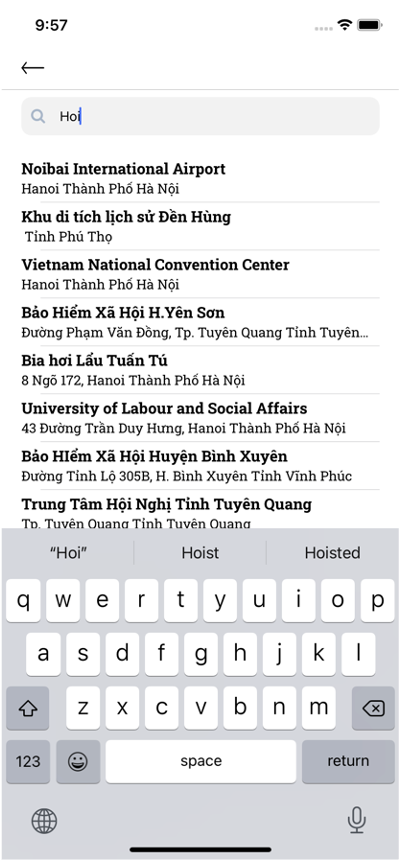 9:57
Hoi
Noibai International Airport
Hanoi Thành Phố Hà Nội
Khu di tích lịch sử Đền Hùng
Tỉnh Phú Thọ
Vietnam National Convention Center
Hanoi Thành Phố Hà Nội
Bảo Hiểm Xã Hội H.Yên Sơn
Đường Phạm Văn Đồng, Tp. Tuyên Quang Tỉnh Tuyên...
Bia hơi Lẩu Tuấn Tú
8 Ngõ 172, Hanoi Thành Phố Hà Nội
University of Labour and Social Affairs
43 Đường Trần Duy Hưng, Hanoi Thành Phố Hà Nội
Bảo HIểm Xã Hội Huyện Bình Xuyên
Đường Tỉnh Lộ 305B, H. Bình Xuyên Tỉnh Vĩnh Phúc
Trung Tâm Hội Nghị Tỉnh Tuyên Quang
Tp. Tuyên Quang Tỉnh Tuyên Quang
“Hoi” Hoist Hoisted
q w e r t y u i o p
a s d f g h j k l
z x c v b n m
123 space return